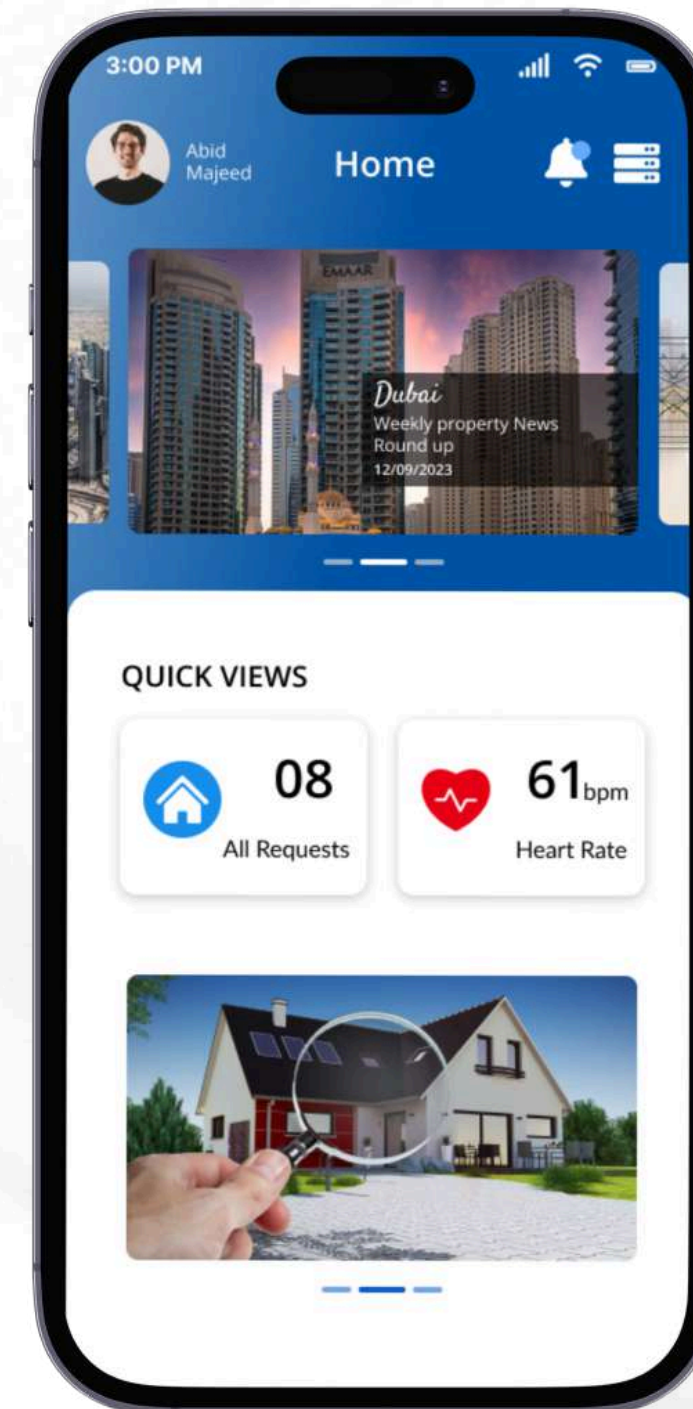 3:00 PM
Abid
Majeed
Home
EMAAR
Dubai
Weekly property News
Round up
12/09/2023
QUICK VIEWS
08
All Requests
61bpm
Heart Rate